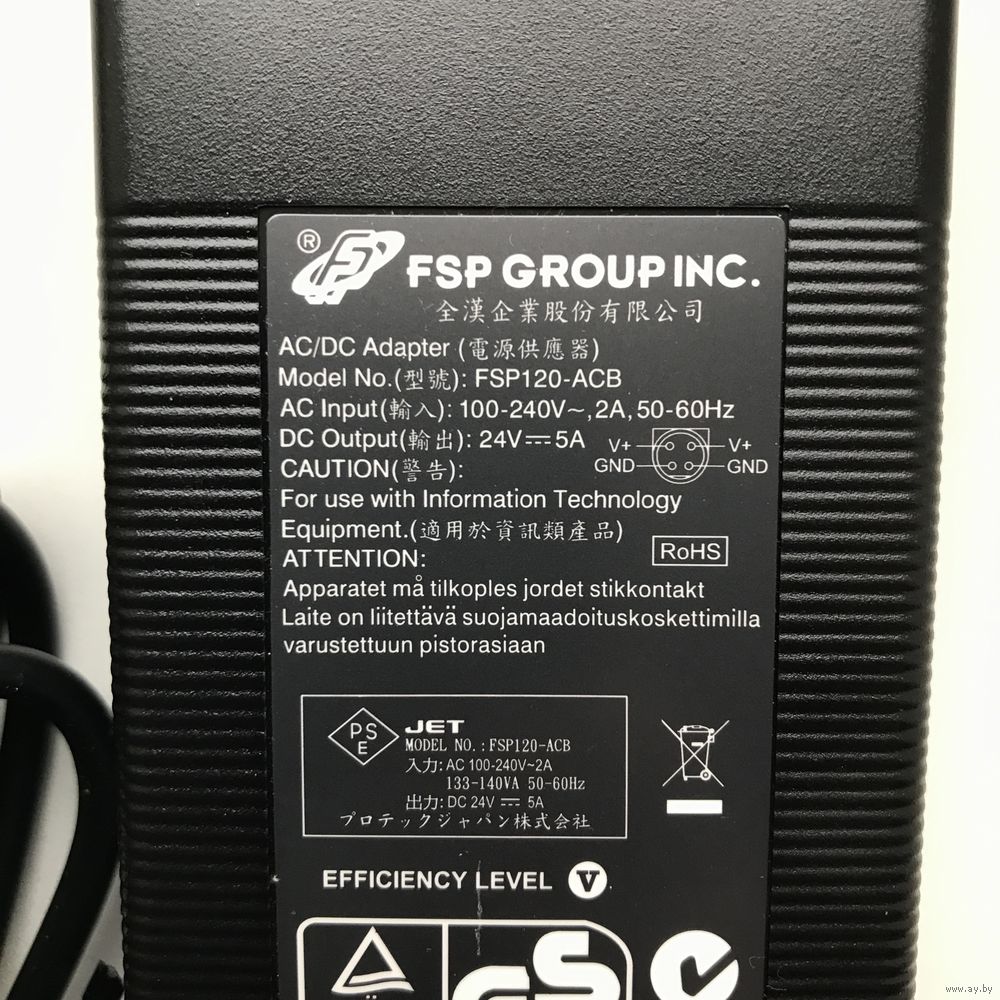 ® FSP GROUP INC.
全漢企業股份有限公司
AC/DC Adapter (電源供應器)
Model No.(型號): FSP120-ACB
AC Input(輸入): 100-240V~, 2A, 50-60Hz
DC Output(輸出): 24V⎓5A
V+ V+
GND GND
CAUTION(警告):
For use with Information Technology
Equipment.(適用於資訊類產品)
RoHS
ATTENTION:
Apparatet må tilkoples jordet stikkontakt
Laite on liitettävä suojamaadoituskoskettimilla
varustettuun pistorasiaan
PS
E
JET
MODEL NO.:FSP120-ACB
入力: AC 100-240V~2A
133-140VA 50-60Hz
出力: DC 24V ⎓ 5A
プロテックジャパン株式会社
EFFICIENCY LEVEL V
GS
www.ay.by